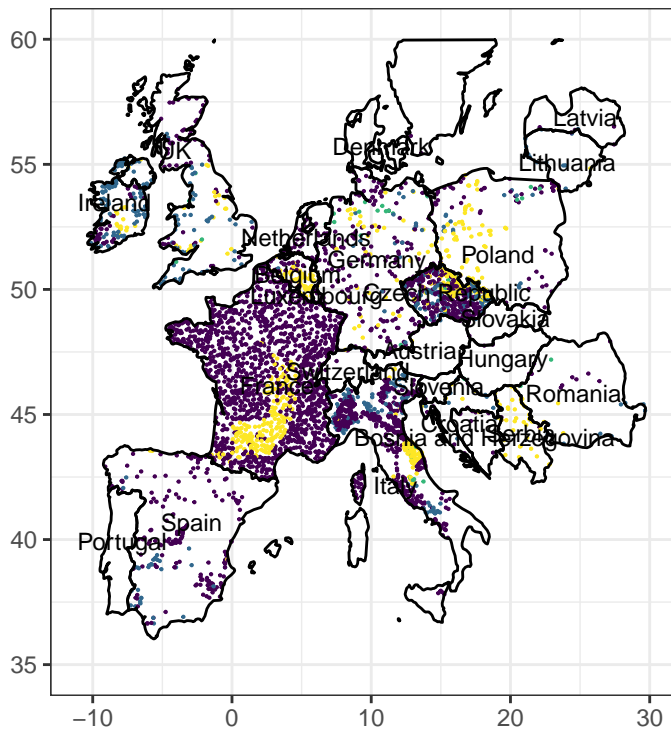 60
Latvia
55
Denmark
UK
Lithuania
Ireland
Netherlands
Germany
Poland
Belgium
50
Luxembourg
Czech Republic
Slovakia
Austria
Hungary
Switzerland
France
Slovenia
Romania
45
Croatia
Bosnia and Herzegovina
Italy
40
Spain
Portugal
35
−10
0
10
20
30